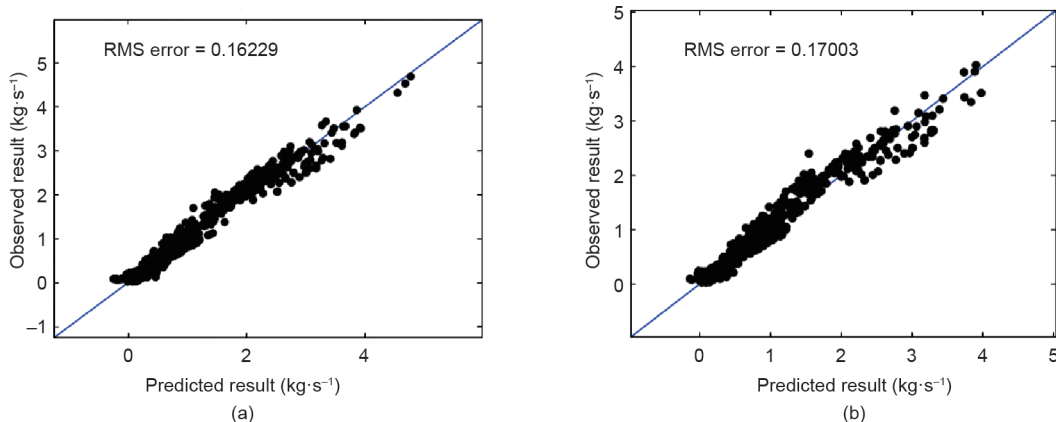 RMS error = 0.16229
Observed result (kg·s⁻¹)
5
4
3
2
1
0
–1
0
2
4
Predicted result (kg·s⁻¹)
(a)
RMS error = 0.17003
Observed result (kg·s⁻¹)
5
4
3
2
1
0
0
1
2
3
4
5
Predicted result (kg·s⁻¹)
(b)